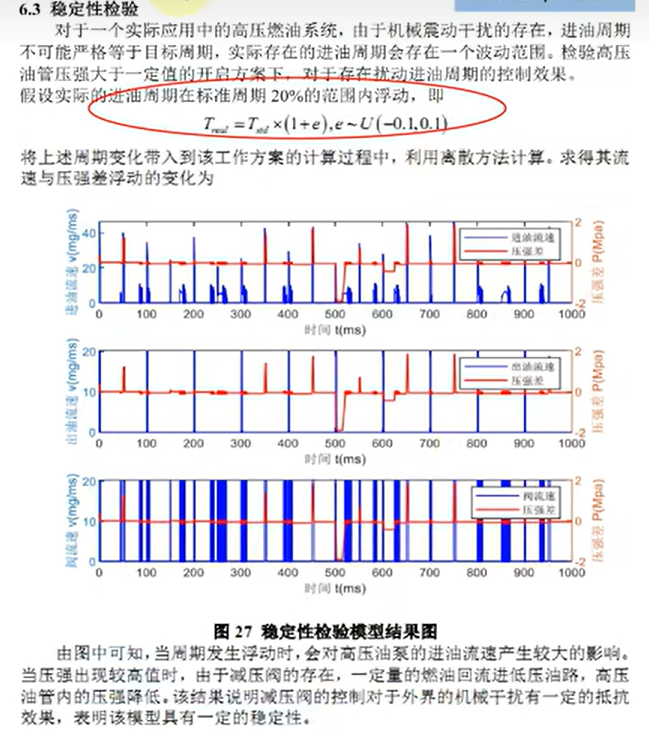 6.3 稳定性检验
对于一个实际应用中的高压燃油系统，由于机械震动干扰的存在，进油周期
不可能严格等于目标周期，实际存在的进油周期会存在一个波动范围。检验高压
油管压强大于一定值的开启方案下，对于存在扰动进油周期的控制效果。
假设实际的进油周期在标准周期 20%的范围内浮动，即
T_real = T_std × (1 + e), e ~ U (−0.1, 0.1)
将上述周期变化带入到该工作方案的计算过程中，利用离散方法计算。求得其流
速与压强差浮动的变化为
进油流速 v(mg/ms)
40
20
0
2
0
-2
压强差 P(Mpa)
进油流速
压强差
0 100 200 300 400 500 600 700 800 900 1000
时间 t(ms)
出油流速 v(mg/ms)
20
10
0
2
0
-2
压强差 P(Mpa)
出油流速
压强差
0 100 200 300 400 500 600 700 800 900 1000
时间 t(ms)
阀流速 v(mg/ms)
20
10
0
2
0
-2
压强差 P(Mpa)
阀流速
压强差
0 100 200 300 400 500 600 700 800 900 1000
时间 t(ms)
图 27 稳定性检验模型结果图
由图中可知，当周期发生浮动时，会对高压油泵的进油流速产生较大的影响。
当压强出现较高值时，由于减压阀的存在，一定量的燃油回流进低压油路，高压
油管内的压强降低。该结果说明减压阀的控制对于外界的机械干扰有一定的抵抗
效果，表明该模型具有一定的稳定性。